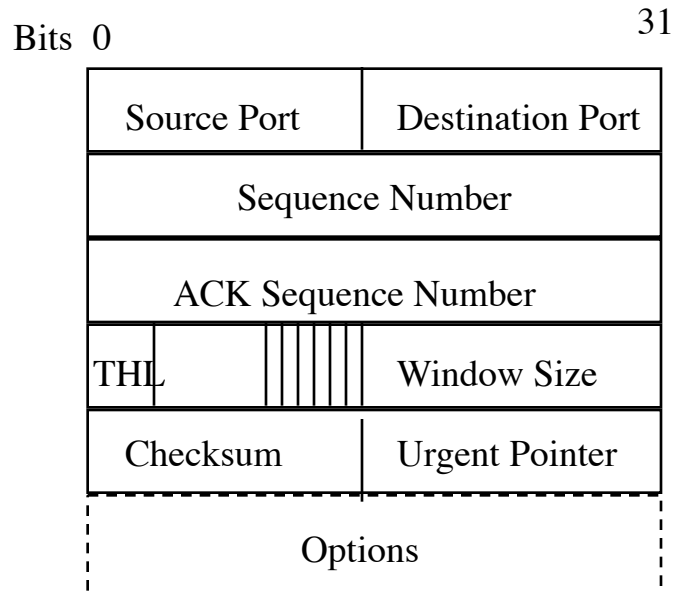 Bits 0 31
Source Port Destination Port
Sequence Number
ACK Sequence Number
THL Window Size
Checksum Urgent Pointer
Options